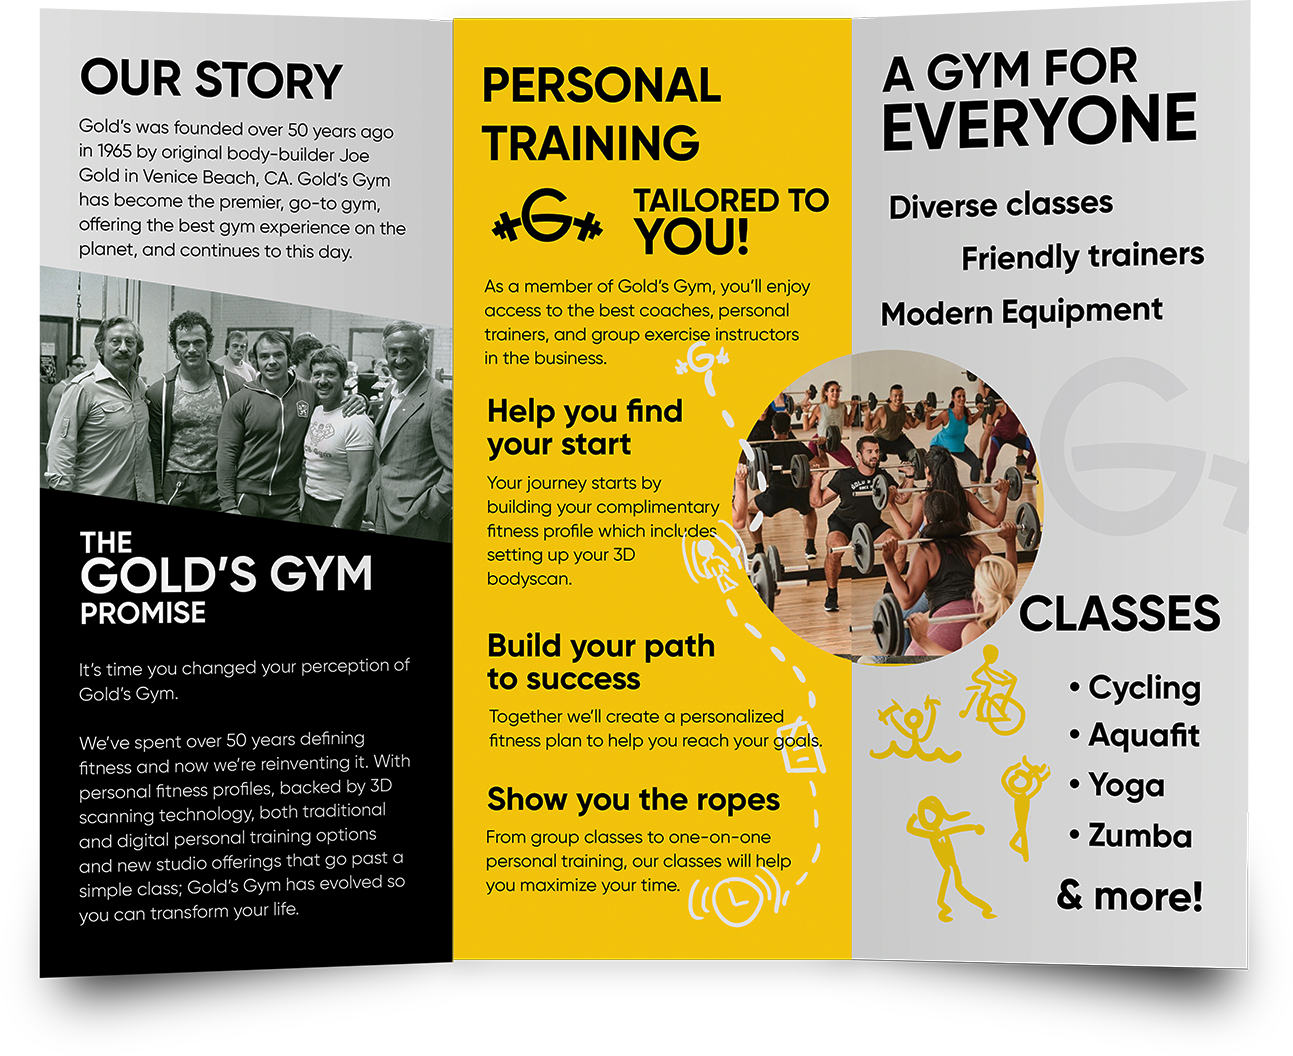 OUR STORY
Gold's was founded over 50 years ago
in 1965 by original body-builder Joe
Gold in Venice Beach, CA. Gold's Gym
has become the premier, go-to gym,
offering the best gym experience on the
planet, and continues to this day.
THE
GOLD'S GYM
PROMISE
It's time you changed your perception of
Gold's Gym.
We've spent over 50 years defining
fitness and now we're reinventing it. With
personal fitness profiles, backed by 3D
scanning technology, both traditional
and digital personal training options
and new studio offerings that go past a
simple class; Gold's Gym has evolved so
you can transform your life.
PERSONAL
TRAINING
G
TAILORED TO
YOU!
As a member of Gold's Gym, you'll enjoy
access to the best coaches, personal
trainers, and group exercise instructors
in the business.
G
Help you find
your start
Your journey starts by
building your complimentary
fitness profile which includes
setting up your 3D
bodyscan.
Build your path
to success
Together we'll create a personalized
fitness plan to help you reach your goals.
Show you the ropes
From group classes to one-on-one
personal training, our classes will help
you maximize your time.
A GYM FOR
EVERYONE
Diverse classes
Friendly trainers
Modern Equipment
G
CLASSES
• Cycling
• Aquafit
• Yoga
• Zumba
& more!